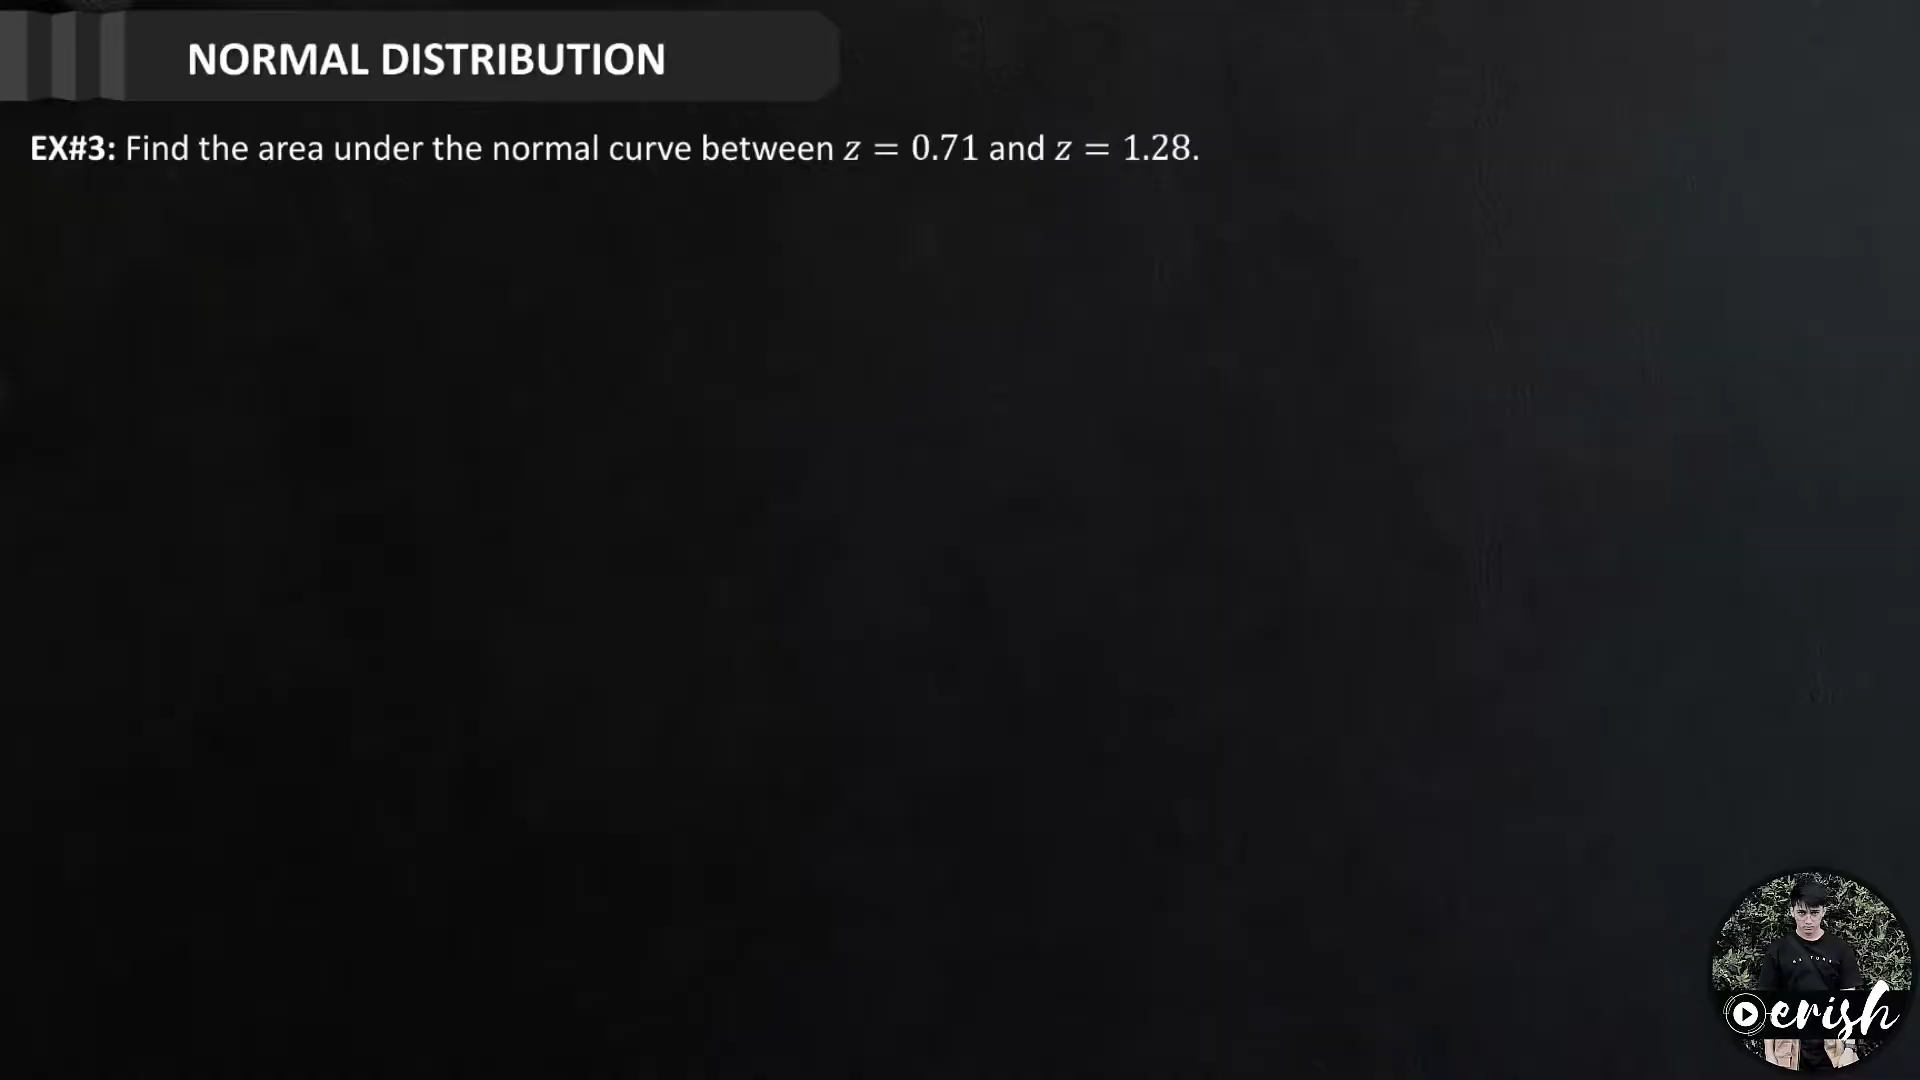 NORMAL DISTRIBUTION
EX#3: Find the area under the normal curve between z = 0.71 and z = 1.28.
erish